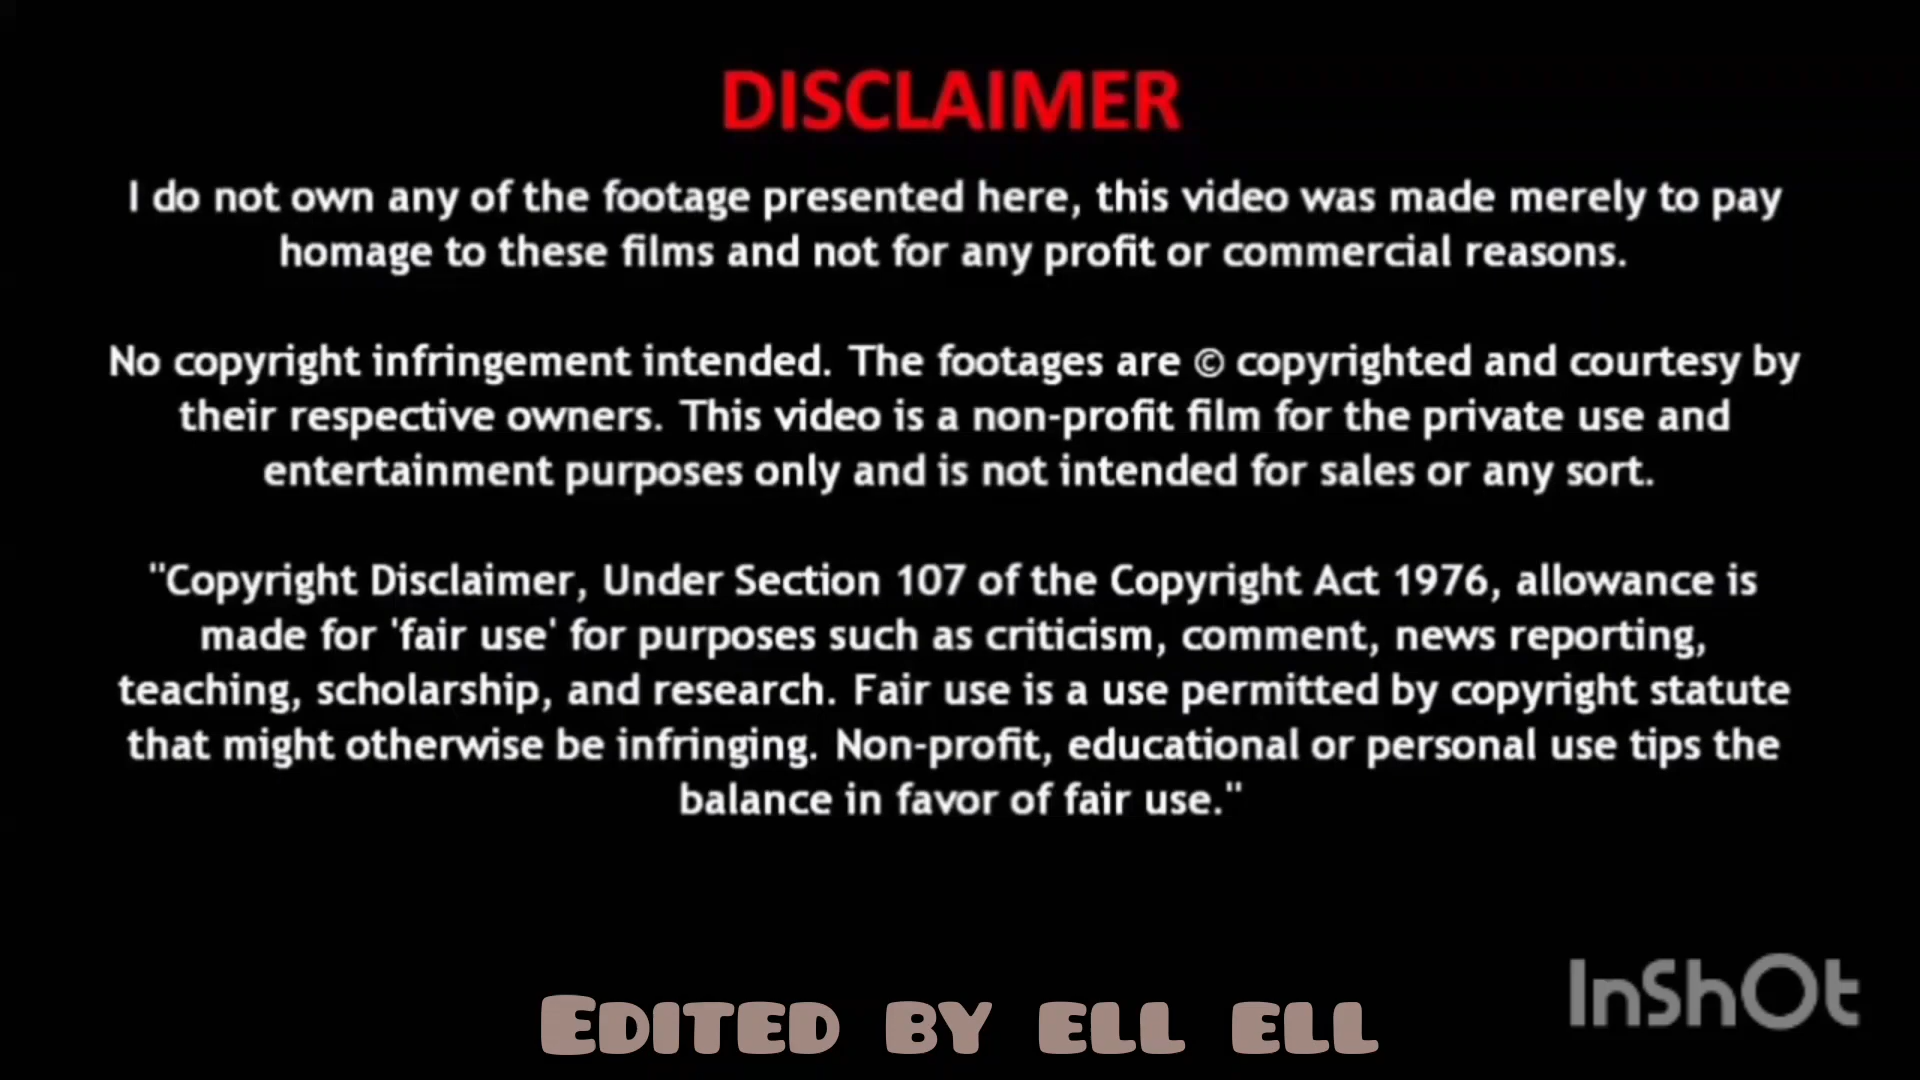 DISCLAIMER
I do not own any of the footage presented here, this video was made merely to pay
homage to these films and not for any profit or commercial reasons.
No copyright infringement intended. The footages are © copyrighted and courtesy by
their respective owners. This video is a non-profit film for the private use and
entertainment purposes only and is not intended for sales or any sort.
"Copyright Disclaimer, Under Section 107 of the Copyright Act 1976, allowance is
made for 'fair use' for purposes such as criticism, comment, news reporting,
teaching, scholarship, and research. Fair use is a use permitted by copyright statute
that might otherwise be infringing. Non-profit, educational or personal use tips the
balance in favor of fair use."
InShOt
Edited by ell ell